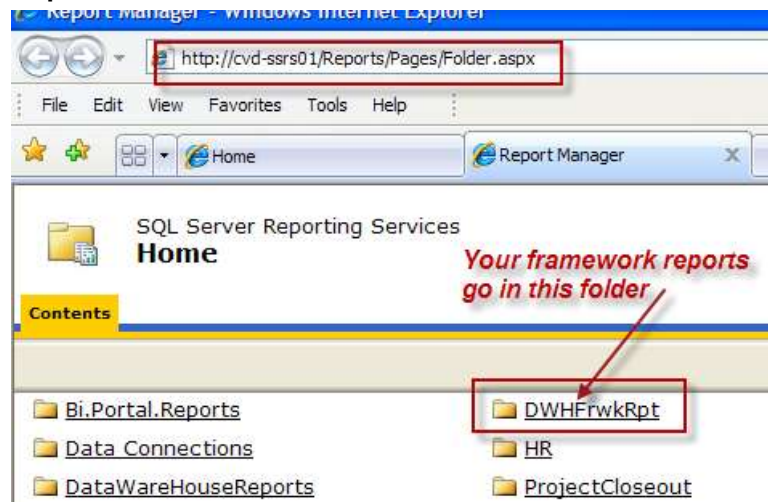 Report Manager - Windows Internet Explorer
http://cvd-ssrs01/Reports/Pages/Folder.aspx
File Edit View Favorites Tools Help
Home Report Manager
SQL Server Reporting Services
Home
Your framework reports
go in this folder
Contents
Bi.Portal.Reports DWHFrwkRpt
Data Connections HR
DataWareHouseReports ProjectCloseout